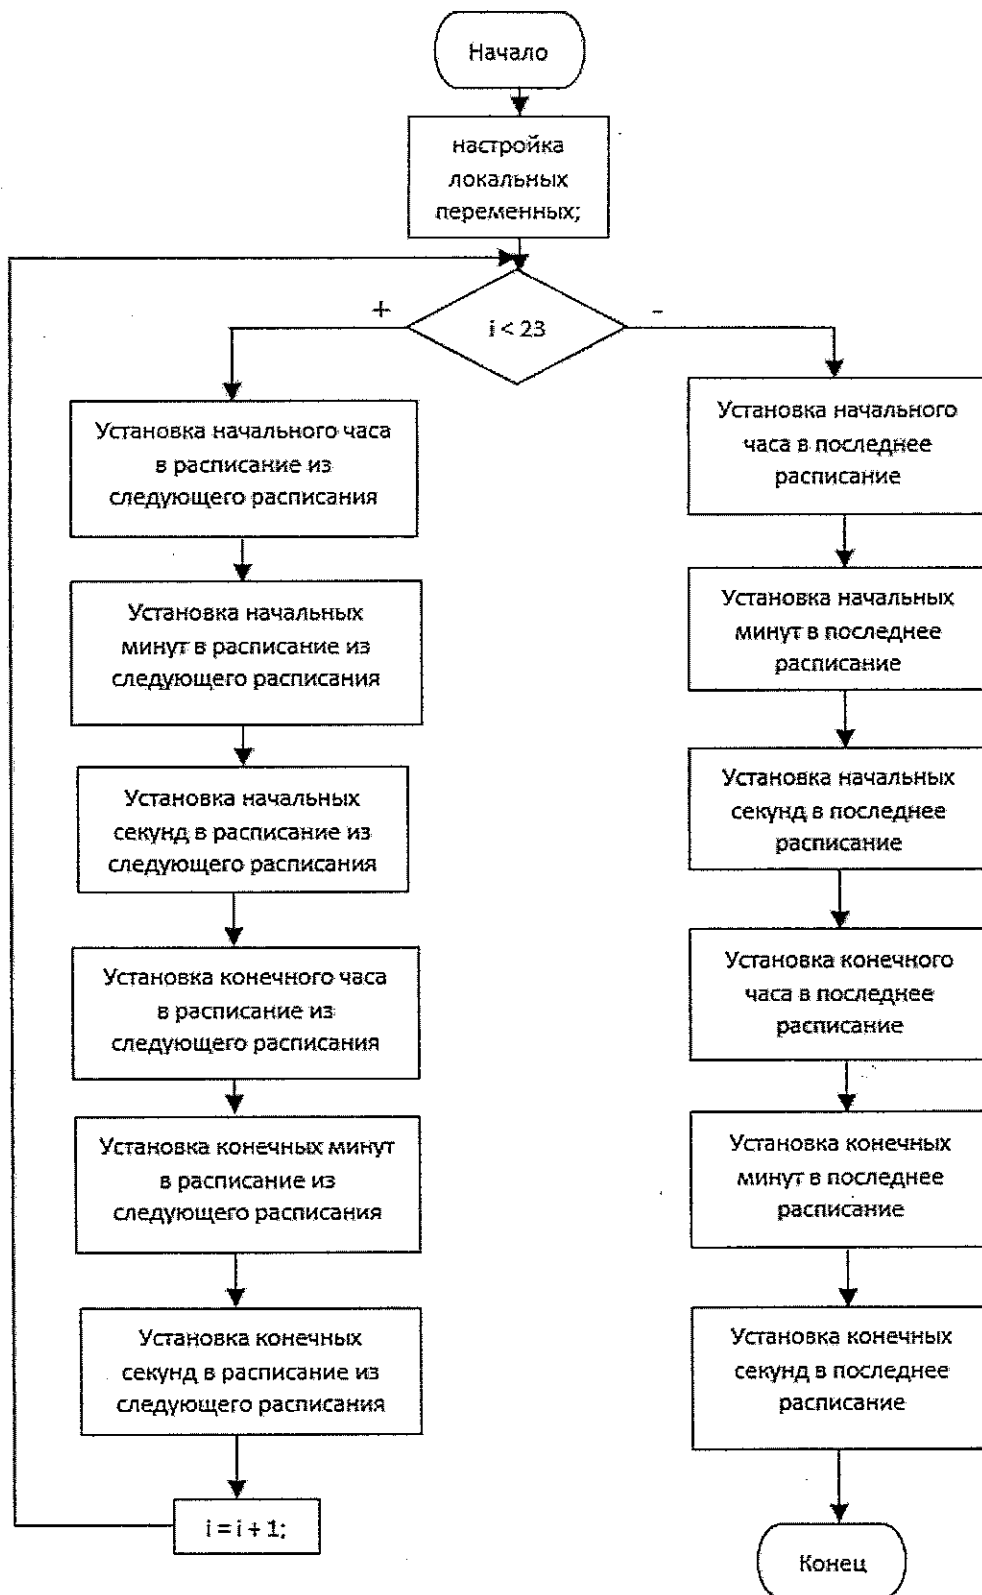 Начало
настройка
локальных
переменных;
+
i < 23
-
Установка начального часа
в расписание из
следующего расписания
Установка начальных
минут в расписание из
следующего расписания
Установка начальных
секунд в расписание из
следующего расписания
Установка конечного часа
в расписание из
следующего расписания
Установка конечных минут
в расписание из
следующего расписания
Установка конечных
секунд в расписание из
следующего расписания
i = i + 1;
Установка начального
часа в последнее
расписание
Установка начальных
минут в последнее
расписание
Установка начальных
секунд в последнее
расписание
Установка конечного
часа в последнее
расписание
Установка конечных
минут в последнее
расписание
Установка конечных
секунд в последнее
расписание
Конец